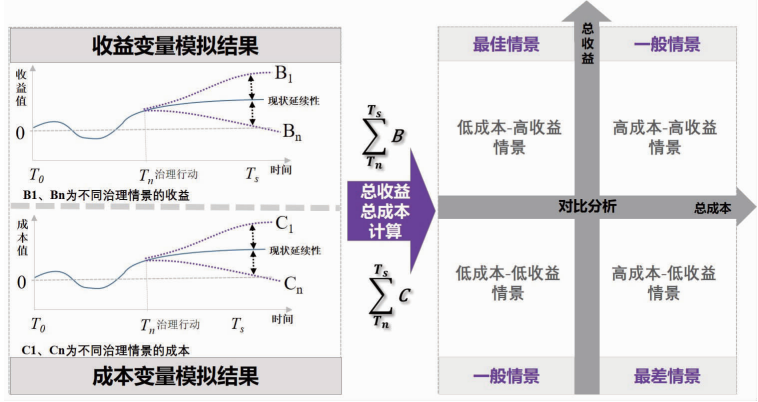 收益变量模拟结果
收益值
0
B1
现状延续性
Bn
T0
Tn治理行动
Ts
时间
B1、Bn为不同治理情景的收益
成本值
0
C1
现状延续性
Cn
T0
Tn治理行动
Ts
时间
C1、Cn为不同治理情景的成本
成本变量模拟结果
Ts
∑ B
Tn
总收益
总成本
计算
Ts
∑ C
Tn
总收益
最佳情景
一般情景
低成本-高收益
情景
高成本-高收益
情景
对比分析
总成本
低成本-低收益
情景
高成本-低收益
情景
一般情景
最差情景